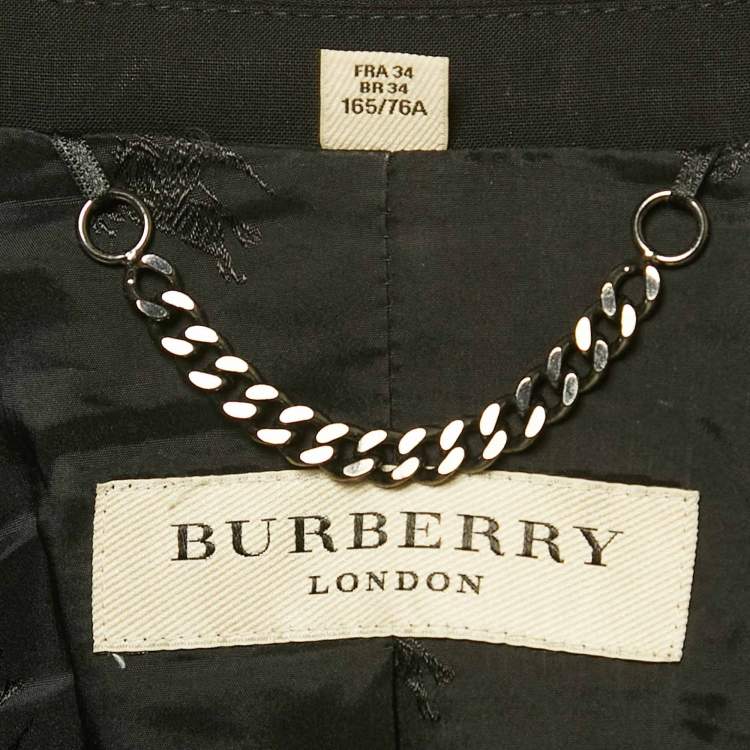 FRA 34
BR 34
165/76A
BURBERRY
LONDON